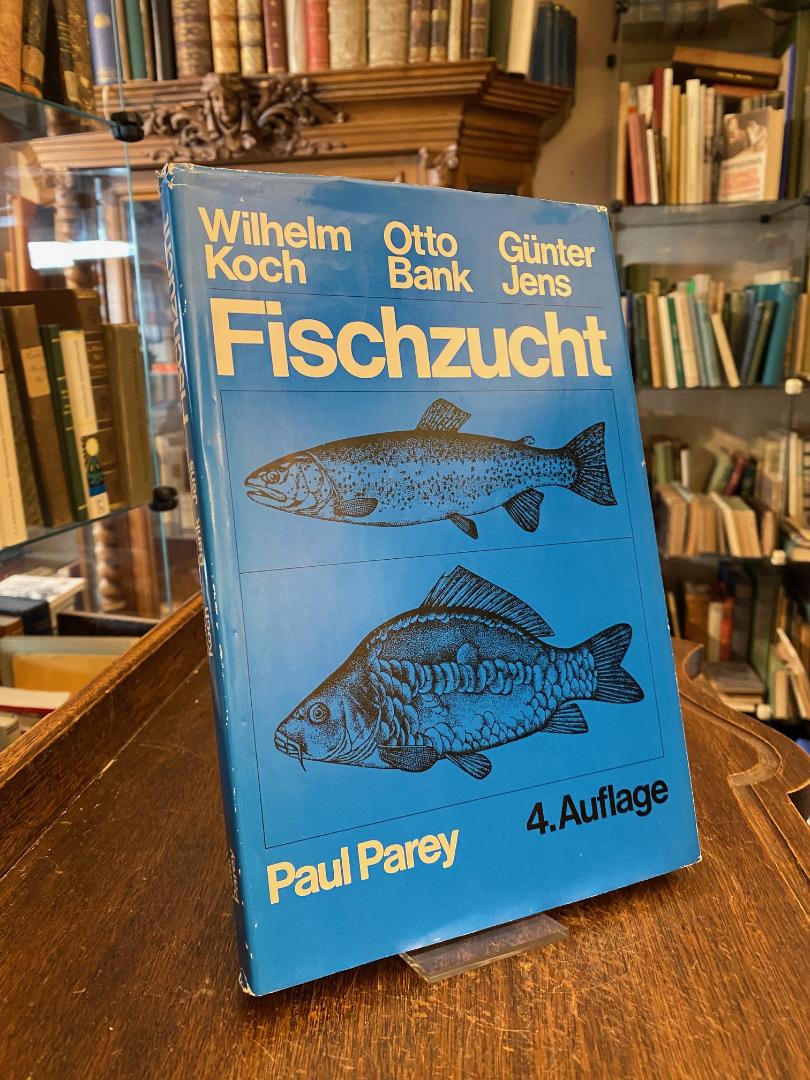 Wilhelm Koch
Otto Bank
Günter Jens
Fischzucht
4. Auflage
Paul Parey